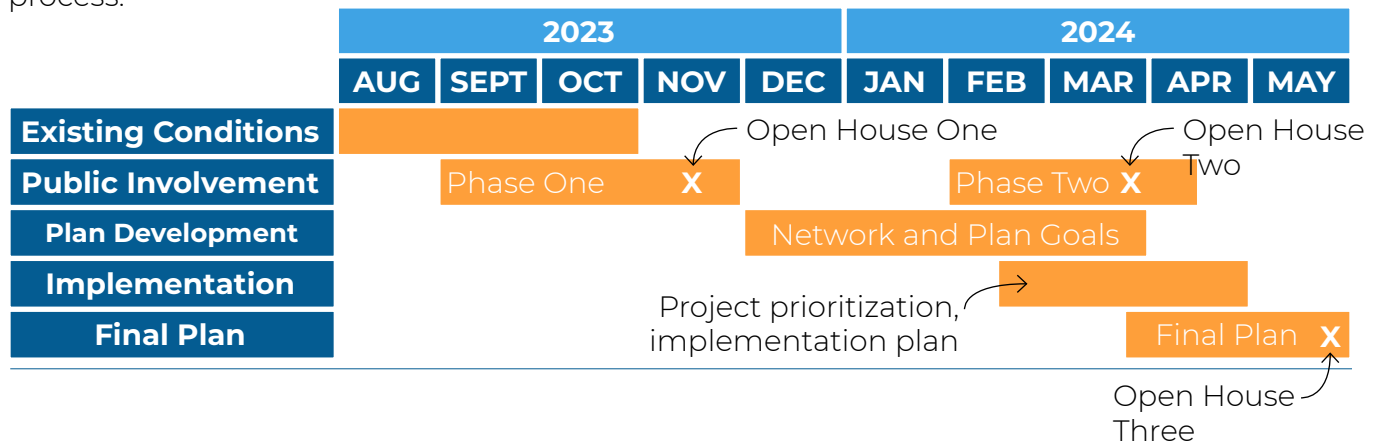 process.
2023 2024
AUG SEPT OCT NOV DEC JAN FEB MAR APR MAY
Existing Conditions
Open House One
Open House
Two
Public Involvement
Phase One X
Phase Two X
Plan Development
Network and Plan Goals
Implementation
Project prioritization,
implementation plan
Final Plan
Final Plan X
Open House
Three